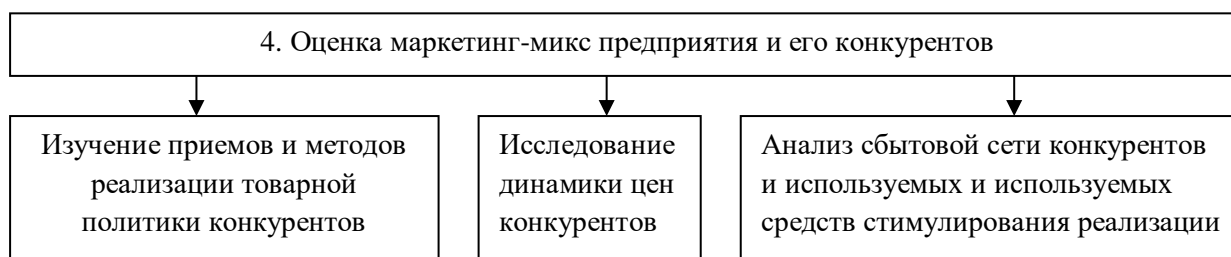 4. Оценка маркетинг-микс предприятия и его конкурентов
Изучение приемов и методов
реализации товарной
политики конкурентов
Исследование
динамики цен
конкурентов
Анализ сбытовой сети конкурентов
и используемых и используемых
средств стимулирования реализации